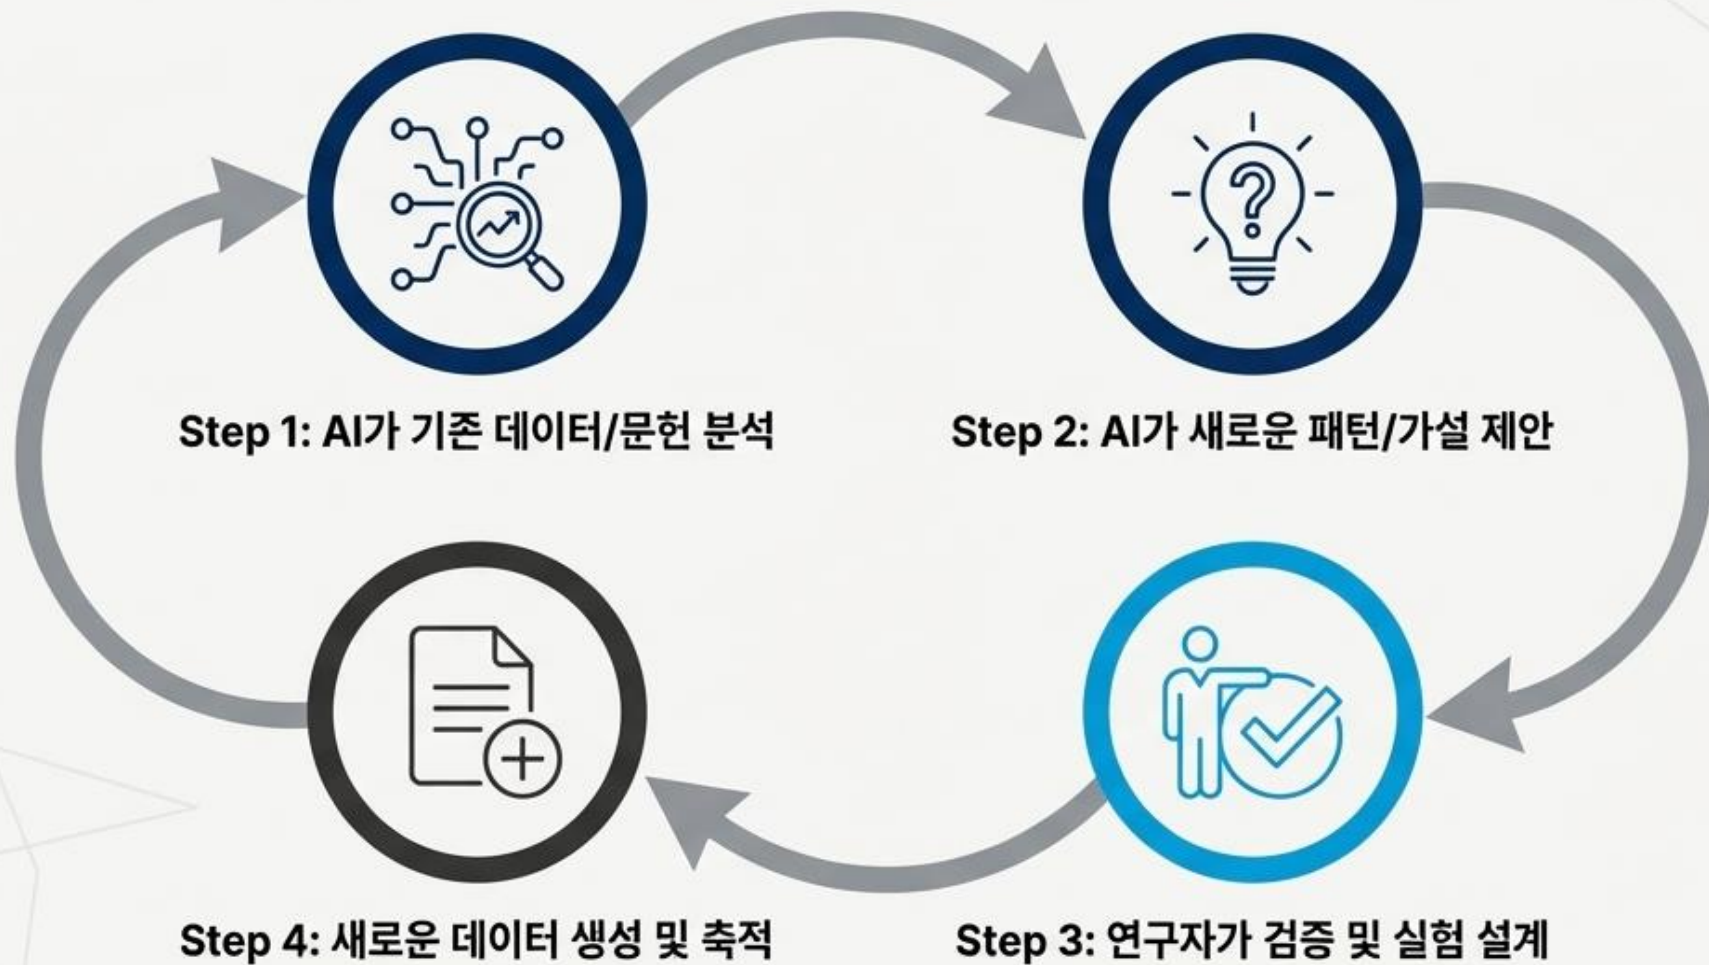 Step 1: AI가 기존 데이터/문헌 분석
Step 2: AI가 새로운 패턴/가설 제안
Step 4: 새로운 데이터 생성 및 축적
Step 3: 연구자가 검증 및 실험 설계